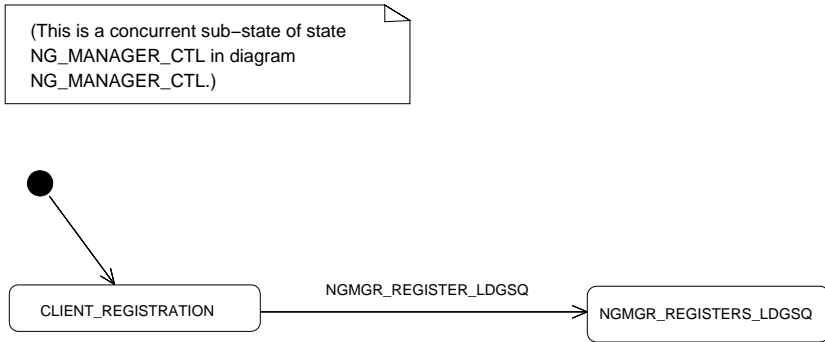 (This is a concurrent sub−state of state
NG_MANAGER_CTL in diagram
NG_MANAGER_CTL.)
NGMGR_REGISTER_LDGSQ
CLIENT_REGISTRATION
NGMGR_REGISTERS_LDGSQ